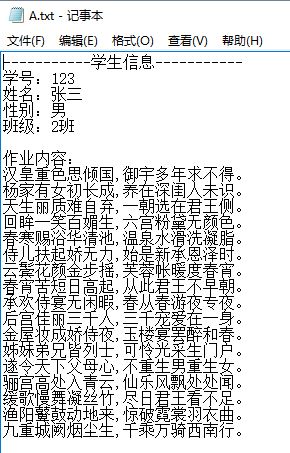 A.txt - 记事本
文件(F) 编辑(E) 格式(O) 查看(V) 帮助(H)
-----------学生信息-----------
学号：123
姓名：张三
性别：男
班级：2班
作业内容：
汉皇重色思倾国,御宇多年求不得。
杨家有女初长成,养在深闺人未识。
天生丽质难自弃,一朝选在君王侧。
回眸一笑百媚生,六宫粉黛无颜色。
春寒赐浴华清池,温泉水滑洗凝脂。
侍儿扶起娇无力,始是新承恩泽时。
云鬓花颜金步摇,芙蓉帐暖度春宵。
春宵苦短日高起,从此君王不早朝。
承欢侍宴无闲暇,春从春游夜专夜。
后宫佳丽三千人,三千宠爱在一身。
金屋妆成娇侍夜,玉楼宴罢醉和春。
姊妹弟兄皆列士,可怜光采生门户。
遂令天下父母心,不重生男重生女。
骊宫高处入青云,仙乐风飘处处闻。
缓歌慢舞凝丝竹,尽日君王看不足。
渔阳鼙鼓动地来,惊破霓裳羽衣曲。
九重城阙烟尘生,千乘万骑西南行。